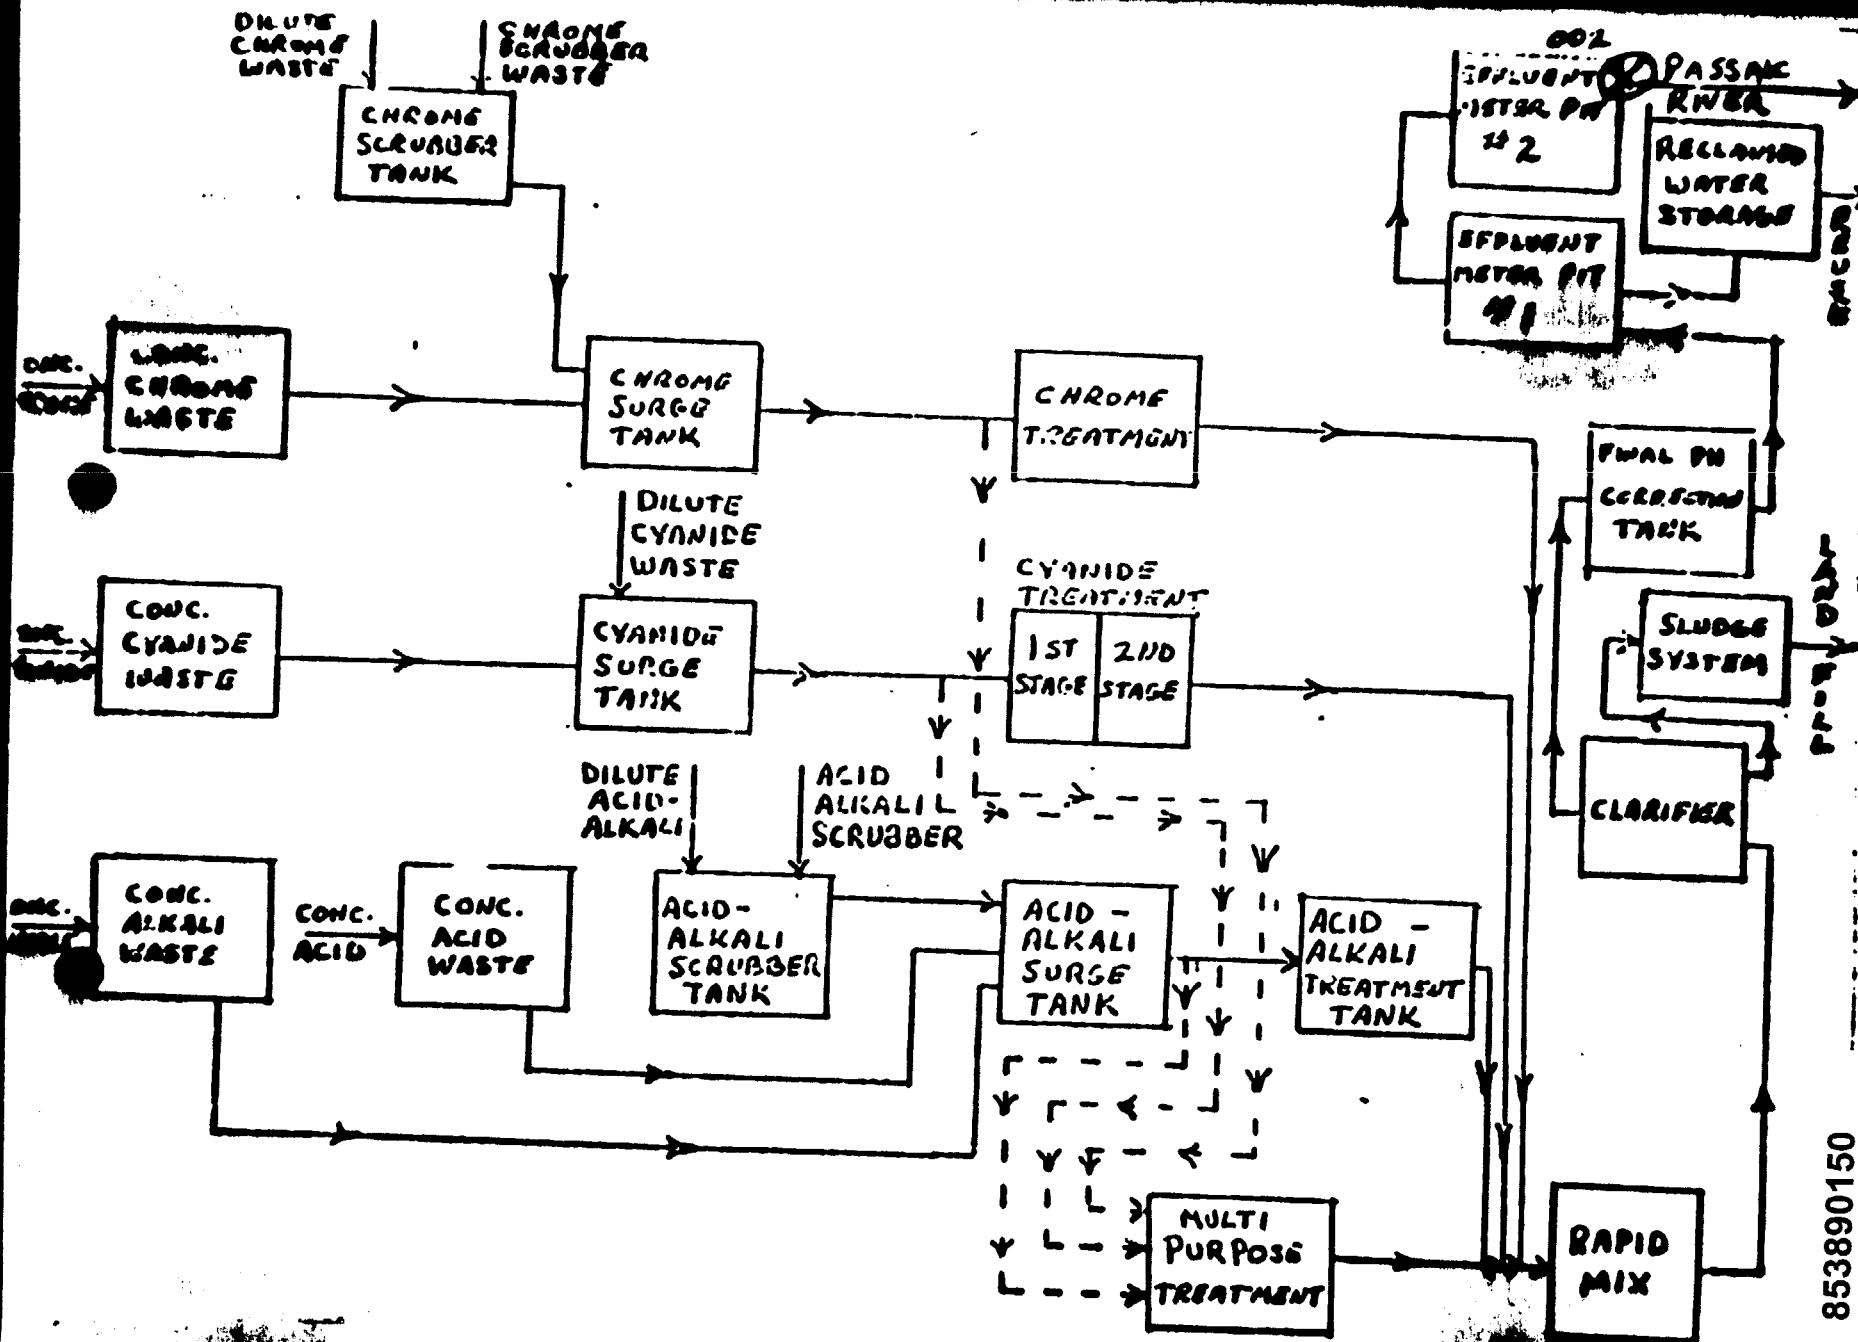 DILUTE
CHROME
WASTE
CHROME
SCRUBBER
WASTE
CHROME
SCRUBBER
TANK
002
EFFLUENT
METER PIT
#2
PASSAIC
RIVER
RECLAIMED
WATER
STORAGE
EFFLUENT
METER PIT
#1
CONC.
CONC.
CHROME
WASTE
CHROME
SURGE
TANK
CHROME
TREATMENT
FINAL PH
CORRECTION
TANK
DILUTE
CYANIDE
WASTE
CONC.
CONC.
CYANIDE
WASTE
CYANIDE
SURGE
TANK
CYANIDE
TREATMENT
1ST
STAGE
2ND
STAGE
SLUDGE
SYSTEM
CLARIFIER
DILUTE
ACID-
ALKALI
ACID
ALKALI
SCRUBBER
CONC.
CONC.
ALKALI
WASTE
CONC.
ACID
CONC.
ACID
WASTE
ACID-
ALKALI
SCRUBBER
TANK
ACID-
ALKALI
SURGE
TANK
ACID-
ALKALI
TREATMENT
TANK
MULTI
PURPOSE
TREATMENT
RAPID
MIX
853890150